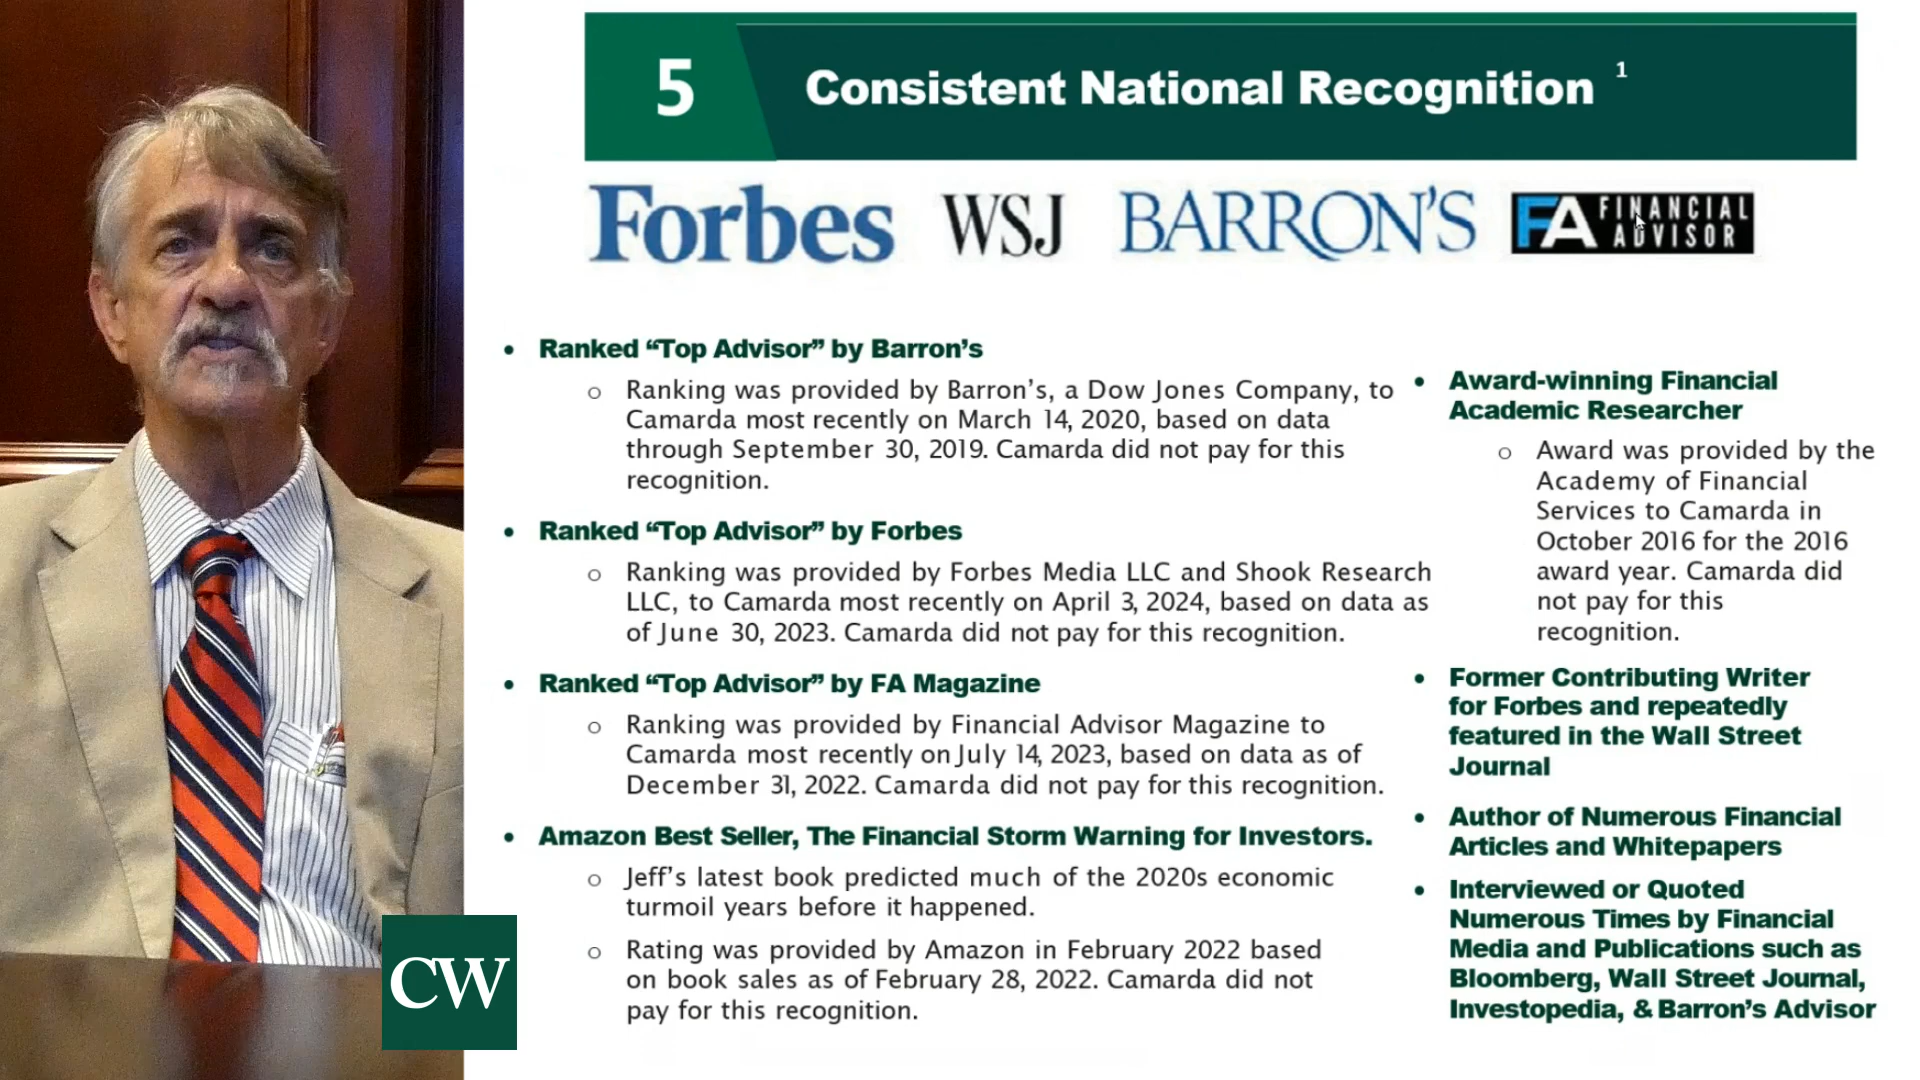 5
Consistent National Recognition 1
Forbes
WSJ
BARRON'S
FA FINANCIAL
ADVISOR
• Ranked “Top Advisor” by Barron’s
o Ranking was provided by Barron’s, a Dow Jones Company, to
Camarda most recently on March 14, 2020, based on data
through September 30, 2019. Camarda did not pay for this
recognition.
• Ranked “Top Advisor” by Forbes
o Ranking was provided by Forbes Media LLC and Shook Research
LLC, to Camarda most recently on April 3, 2024, based on data as
of June 30, 2023. Camarda did not pay for this recognition.
• Ranked “Top Advisor” by FA Magazine
o Ranking was provided by Financial Advisor Magazine to
Camarda most recently on July 14, 2023, based on data as of
December 31, 2022. Camarda did not pay for this recognition.
• Amazon Best Seller, The Financial Storm Warning for Investors.
o Jeff’s latest book predicted much of the 2020s economic
turmoil years before it happened.
o Rating was provided by Amazon in February 2022 based
on book sales as of February 28, 2022. Camarda did not
pay for this recognition.
• Award-winning Financial
Academic Researcher
o Award was provided by the
Academy of Financial
Services to Camarda in
October 2016 for the 2016
award year. Camarda did
not pay for this
recognition.
• Former Contributing Writer
for Forbes and repeatedly
featured in the Wall Street
Journal
• Author of Numerous Financial
Articles and Whitepapers
• Interviewed or Quoted
Numerous Times by Financial
Media and Publications such as
Bloomberg, Wall Street Journal,
Investopedia, & Barron’s Advisor
CW